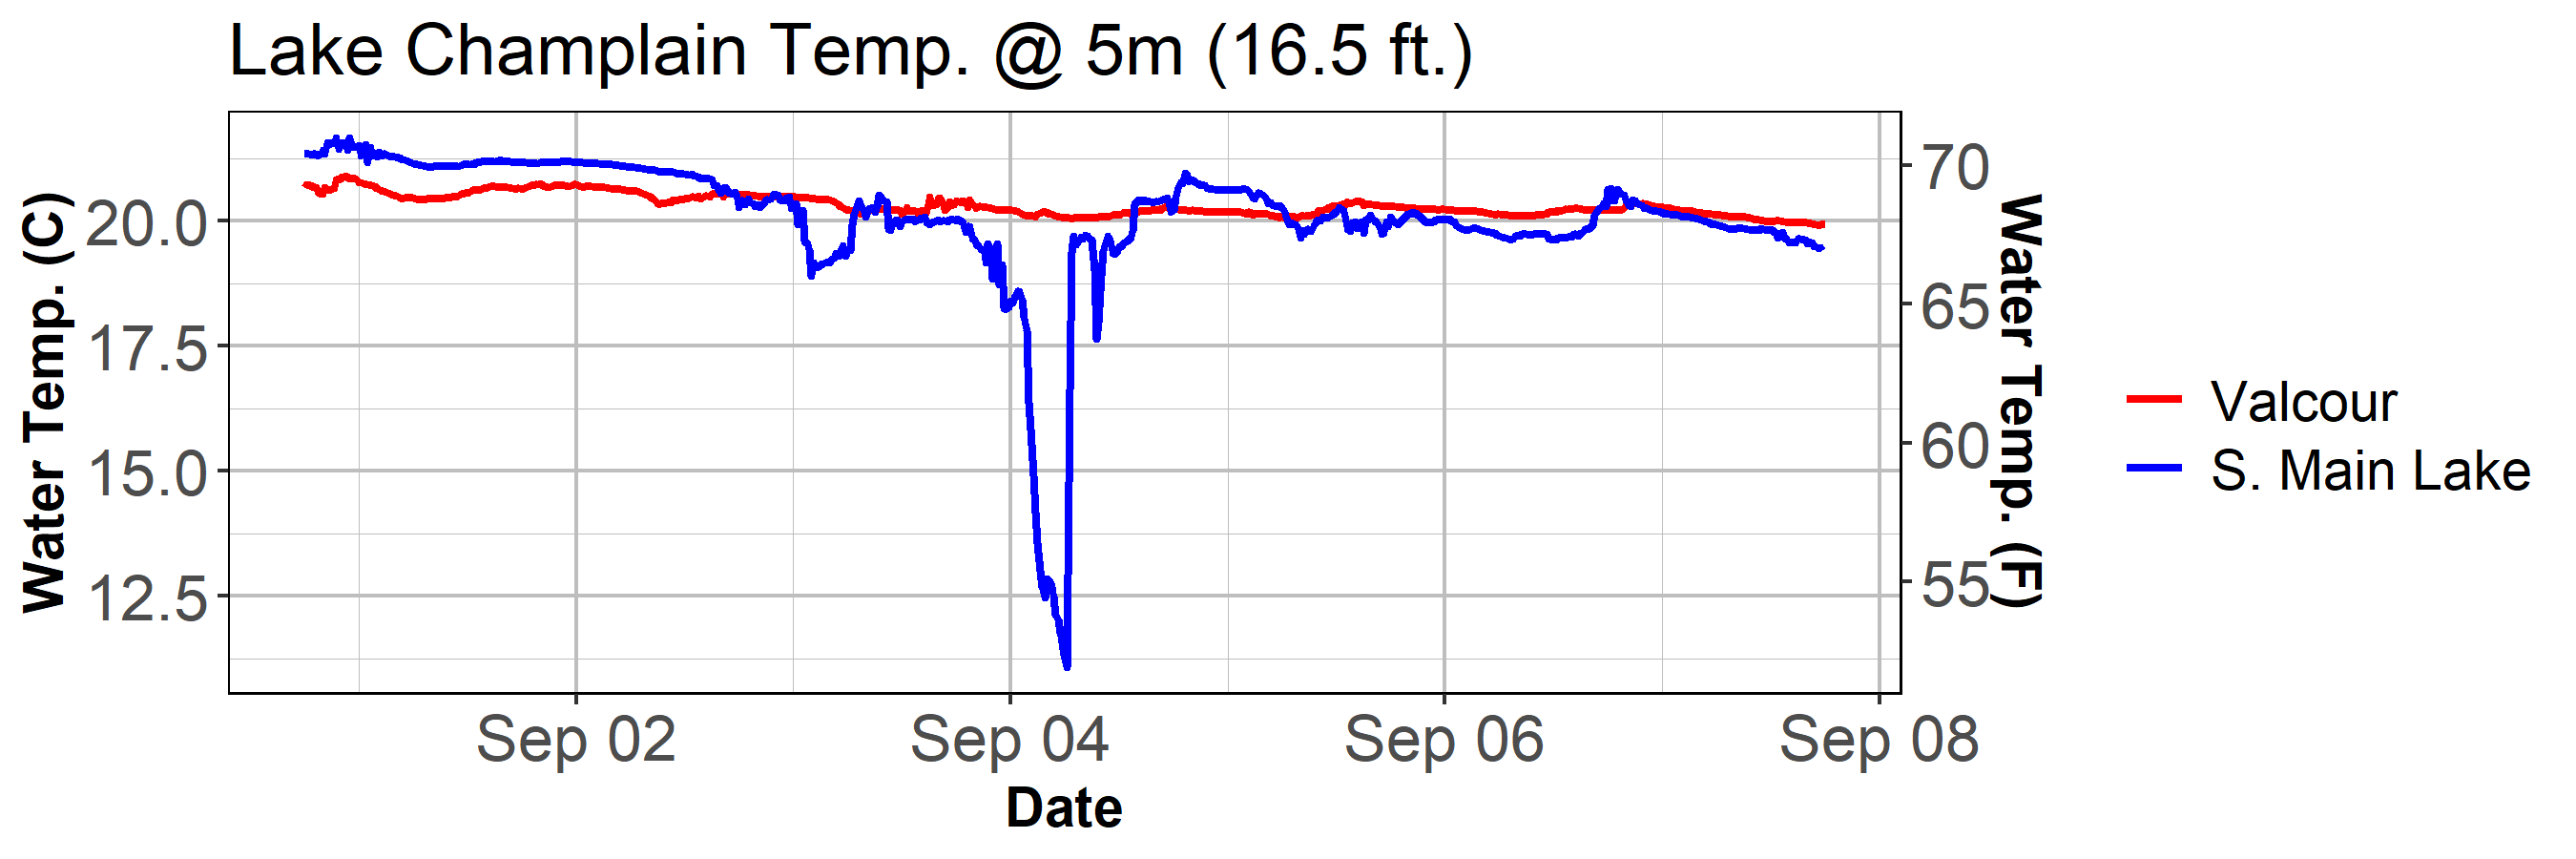 Lake Champlain Temp. @ 5m (16.5 ft.)
Water Temp. (C)
20.0
17.5
15.0
12.5
70
65
60
55
Water Temp. (F)
Sep 02
Sep 04
Sep 06
Sep 08
Date
Valcour
S. Main Lake